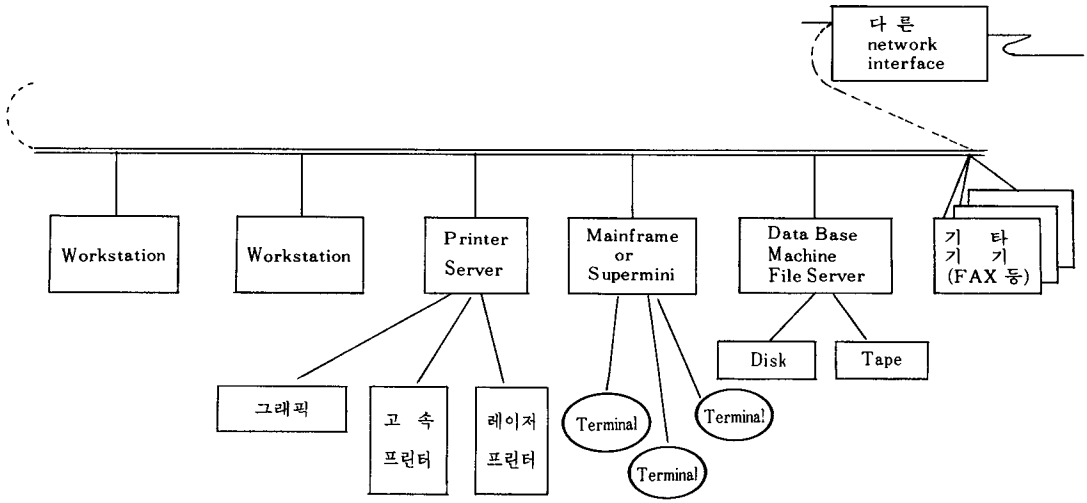 다 른
network
interface
Workstation
Workstation
Printer
Server
Mainframe
or
Supermini
Data Base
Machine
File Server
기 타
기 기
(FAX 등)
그래픽
고 속
프린터
레이저
프린터
Terminal
Terminal
Terminal
Disk
Tape